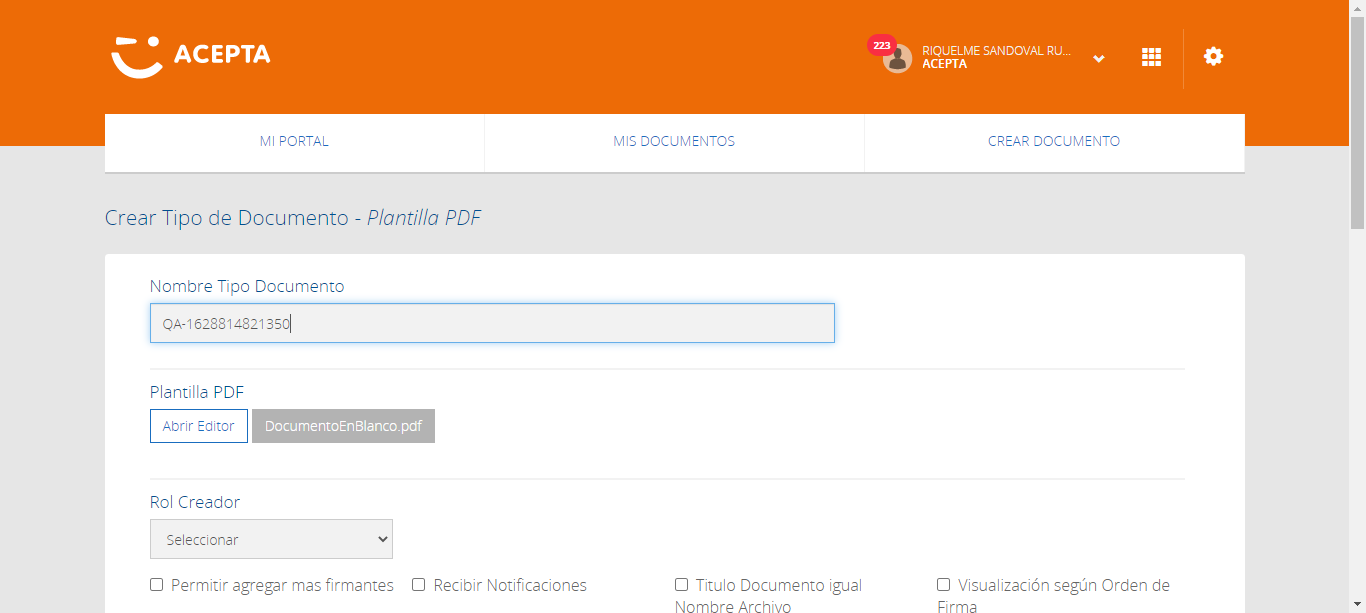 ACEPTA
223
RIQUELME SANDOVAL RU...
ACEPTA
MI PORTAL
MIS DOCUMENTOS
CREAR DOCUMENTO
Crear Tipo de Documento - Plantilla PDF
Nombre Tipo Documento
QA-1628814821350
Plantilla PDF
Abrir Editor
DocumentoEnBlanco.pdf
Rol Creador
Seleccionar
Permitir agregar mas firmantes
Recibir Notificaciones
Titulo Documento igual
Nombre Archivo
Visualización según Orden de
Firma